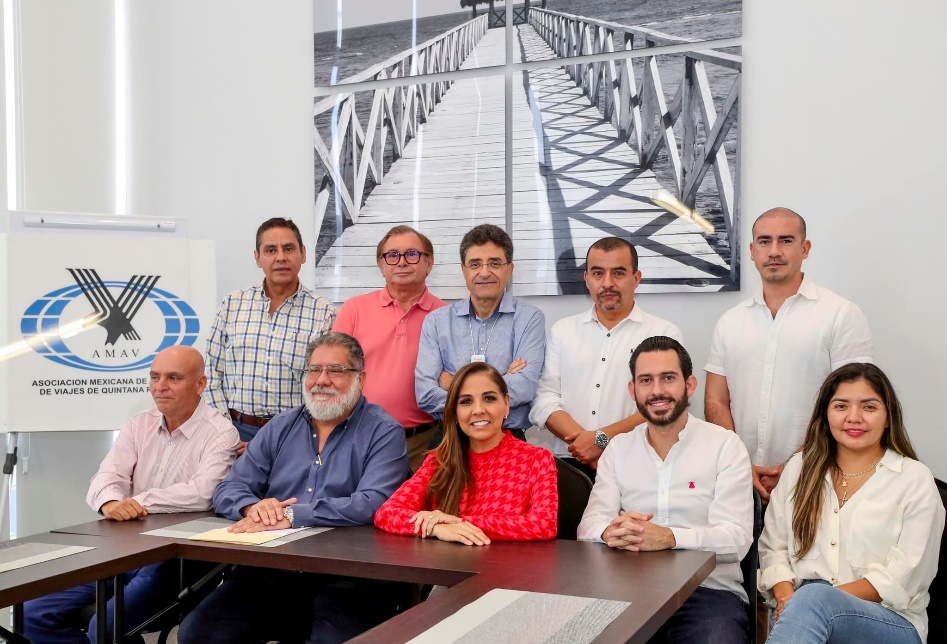 AMAV
ASOCIACION MEXICANA DE
DE VIAJES DE QUINTANA